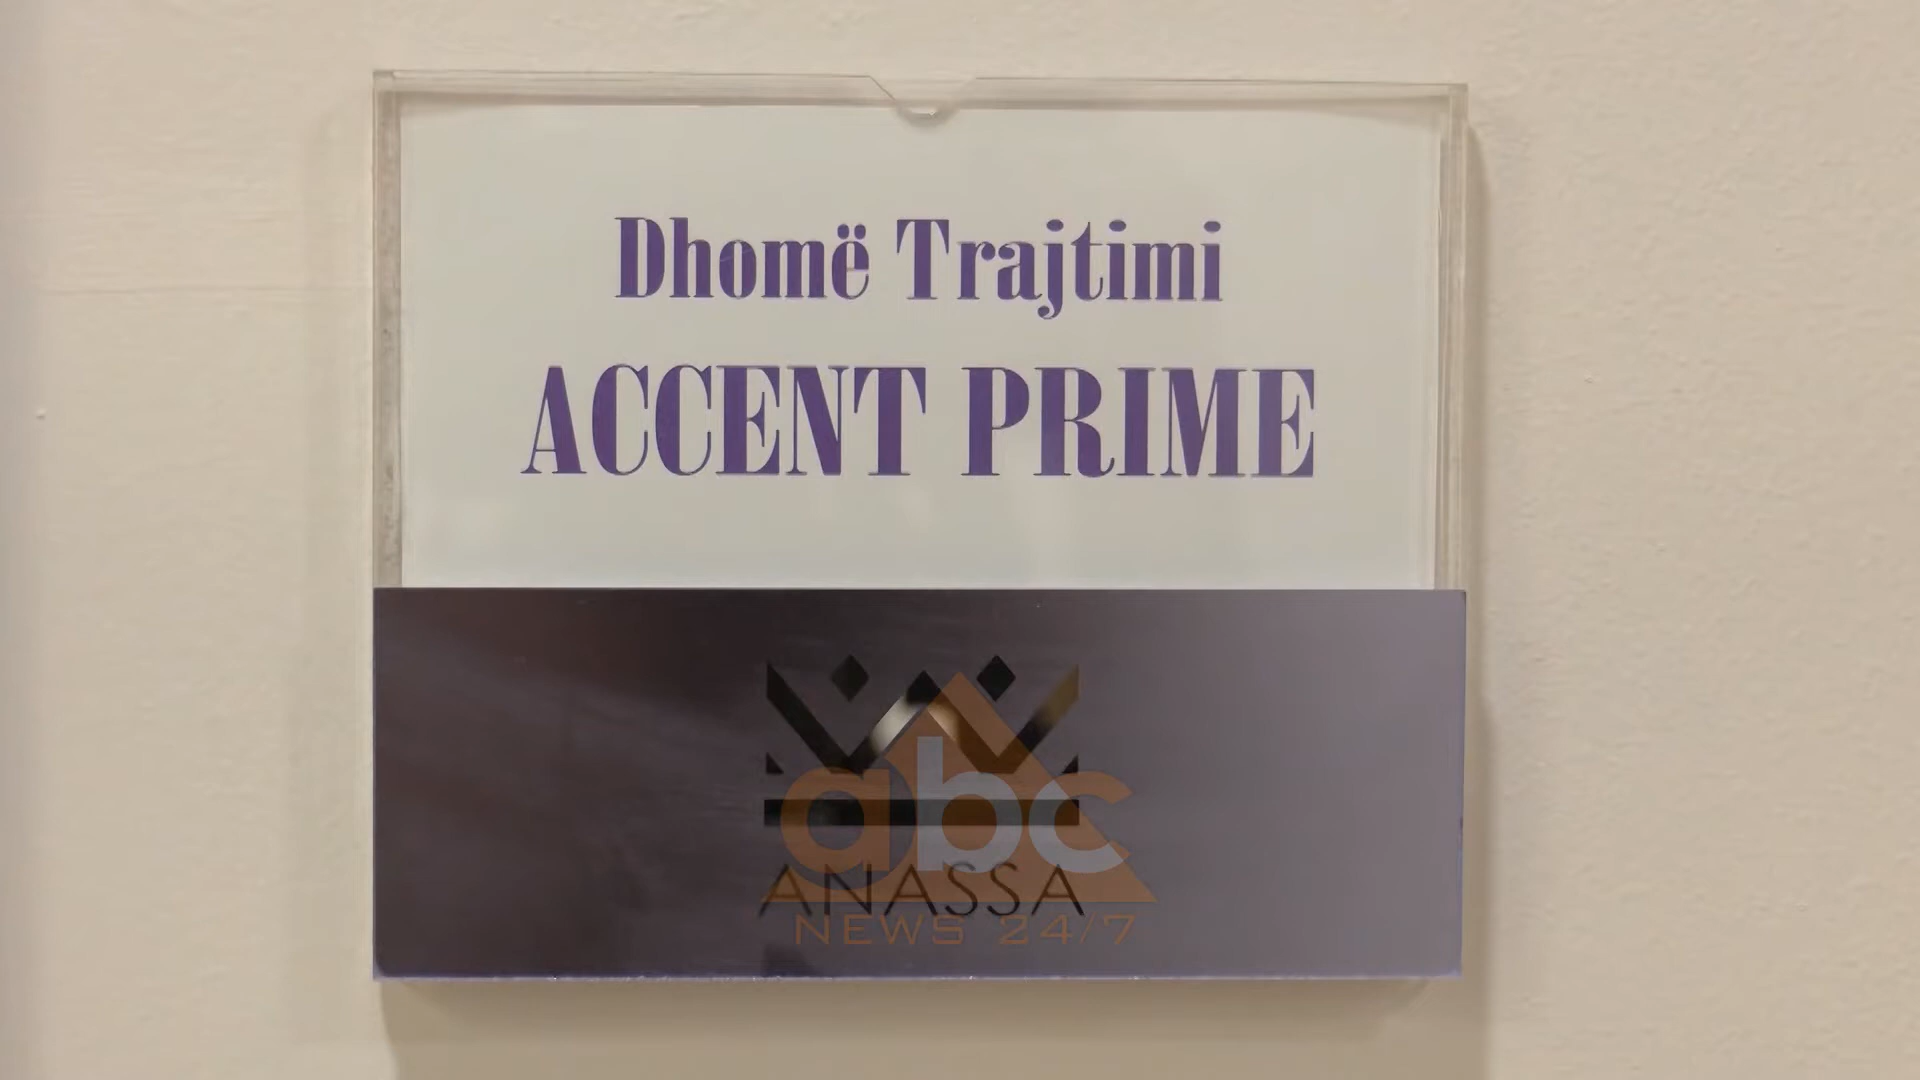 Dhomë Trajtimi
ACCENT PRIME
abc
ANASSA
NEWS 24/7